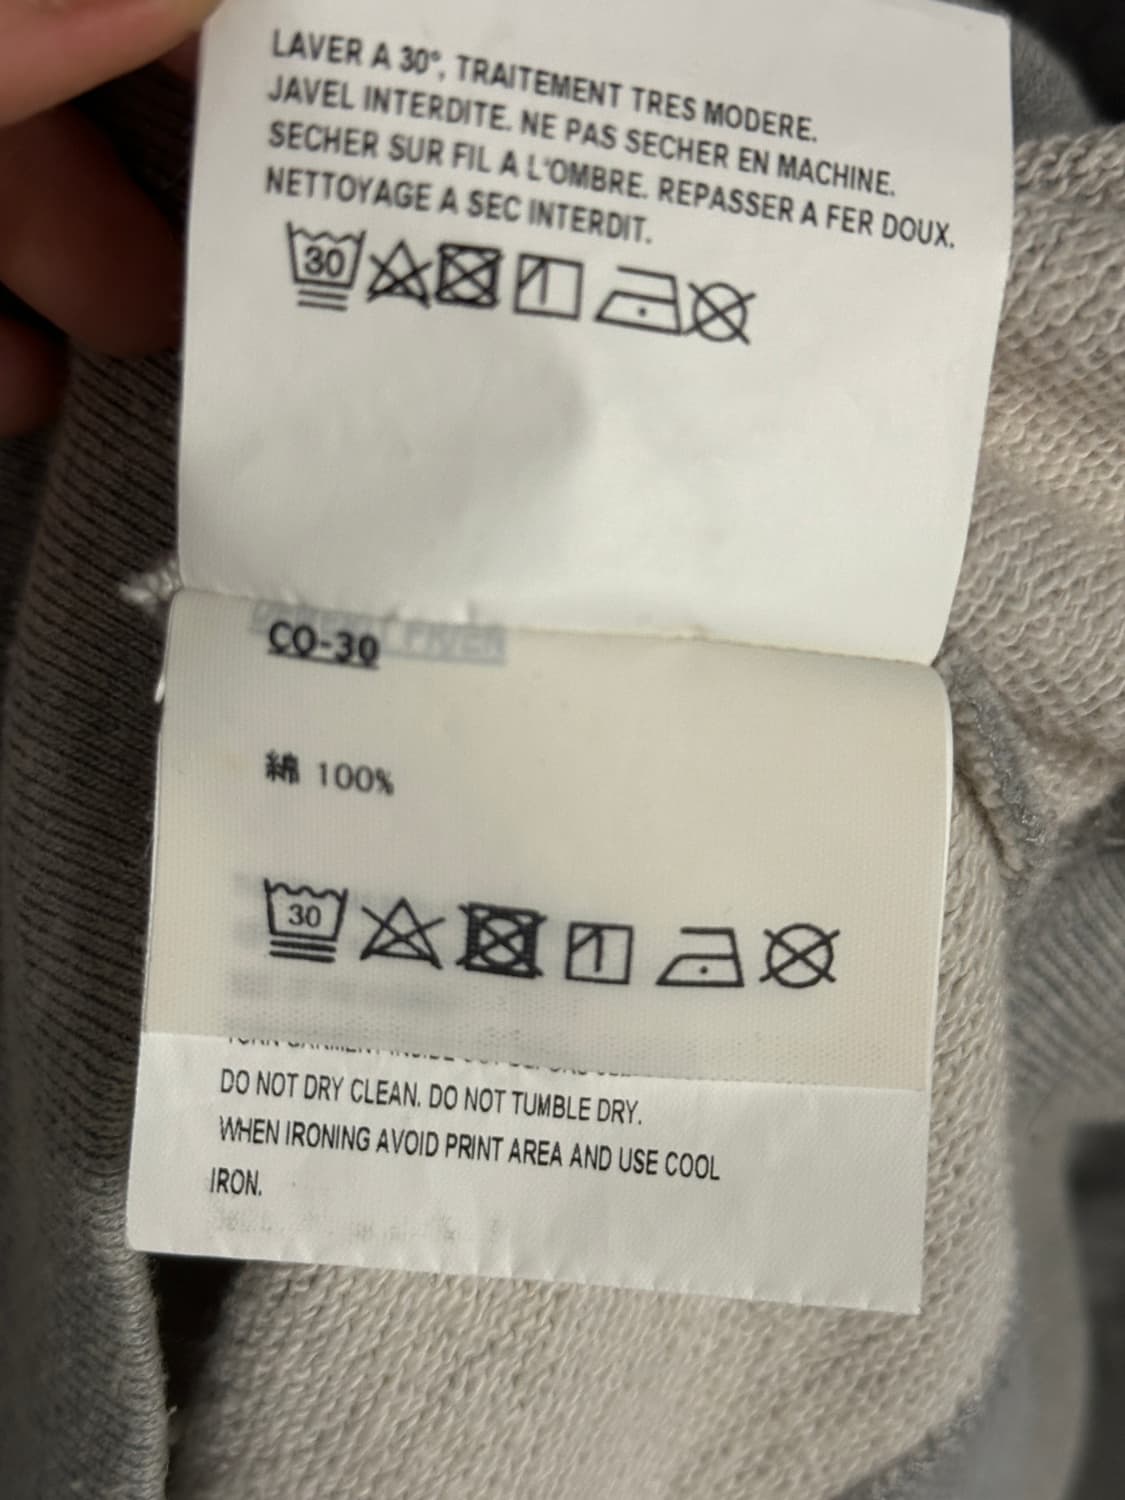 LAVER A 30°, TRAITEMENT TRES MODERE.
JAVEL INTERDITE. NE PAS SECHER EN MACHINE.
SECHER SUR FIL A L'OMBRE. REPASSER A FER DOUX.
NETTOYAGE A SEC INTERDIT.
30
CO-30
綿 100%
30
DO NOT DRY CLEAN. DO NOT TUMBLE DRY.
WHEN IRONING AVOID PRINT AREA AND USE COOL
IRON.